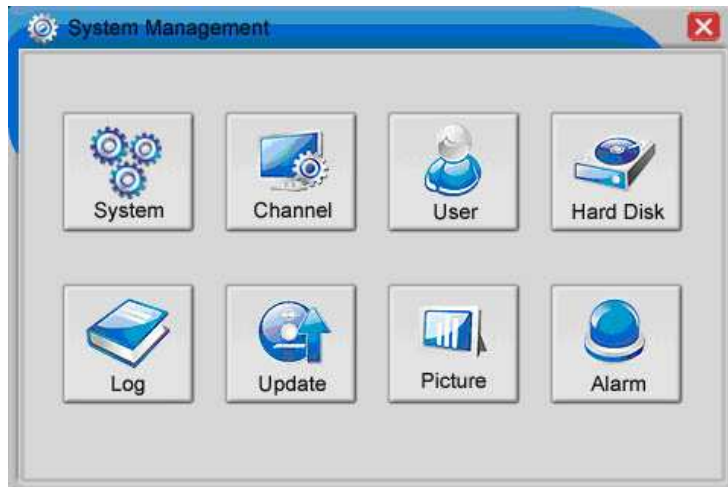 System Management
System Channel User Hard Disk
Log Update Picture Alarm